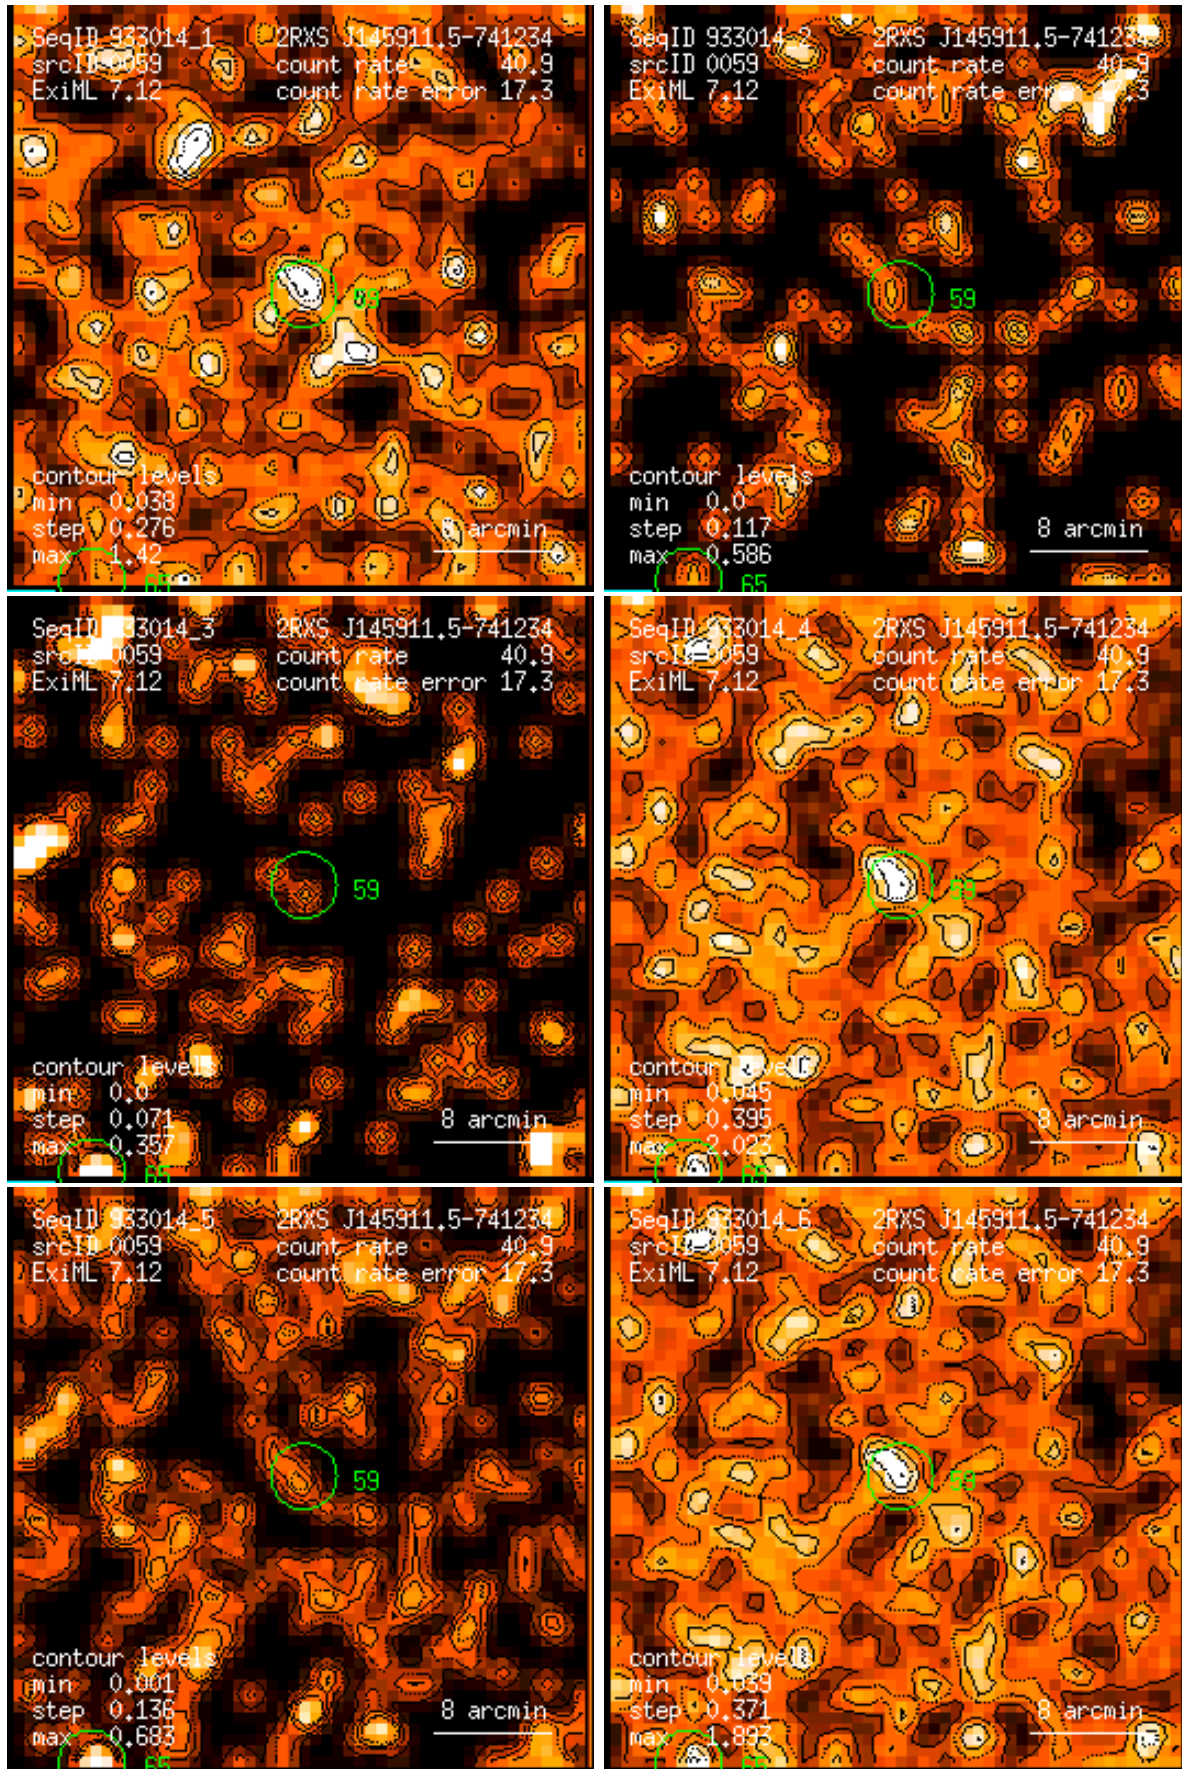 SeqID 933014_1 2RXS J145911.5-741234
srcID 0059 count rate 40.9
ExiML 7.12 count rate error 17.3
59
contour levels
min 0.038
step 0.276
max 1.42
8 arcmin
65
SeqID 933014_2 2RXS J145911.5-741234
srcID 0059 count rate 40.9
ExiML 7.12 count rate error 17.3
59
contour levels
min 0.0
step 0.117
max 0.586
8 arcmin
65
SeqID 933014_3 2RXS J145911.5-741234
srcID 0059 count rate 40.9
ExiML 7.12 count rate error 17.3
59
contour levels
min 0.0
step 0.071
max 0.357
8 arcmin
65
SeqID 933014_4 2RXS J145911.5-741234
srcID 0059 count rate 40.9
ExiML 7.12 count rate error 17.3
59
contour levels
min 0.045
step 0.395
max 2.023
8 arcmin
65
SeqID 933014_5 2RXS J145911.5-741234
srcID 0059 count rate 40.9
ExiML 7.12 count rate error 17.3
59
contour levels
min 0.001
step 0.136
max 0.683
8 arcmin
65
SeqID 933014_6 2RXS J145911.5-741234
srcID 0059 count rate 40.9
ExiML 7.12 count rate error 17.3
59
contour levels
min 0.039
step 0.371
max 1.893
8 arcmin
65